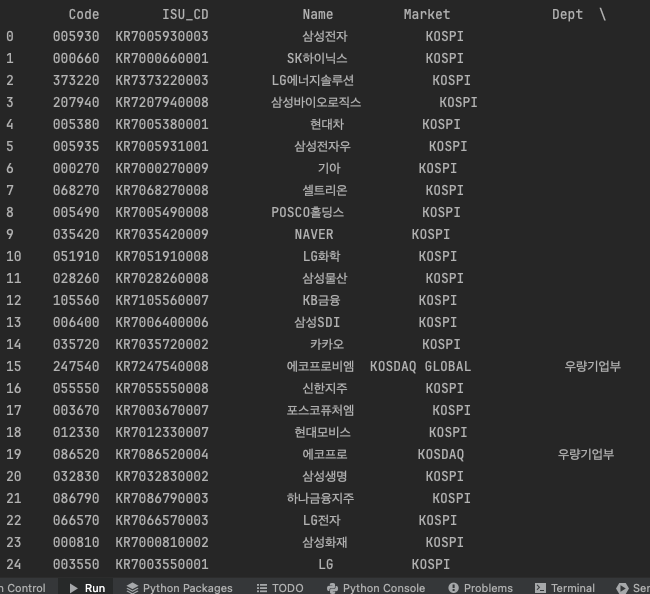 Code ISU_CD Name Market Dept \
0 005930 KR7005930003 삼성전자 KOSPI
1 000660 KR7000660001 SK하이닉스 KOSPI
2 373220 KR7373220003 LG에너지솔루션 KOSPI
3 207940 KR7207940008 삼성바이오로직스 KOSPI
4 005380 KR7005380001 현대차 KOSPI
5 005935 KR7005931001 삼성전자우 KOSPI
6 000270 KR7000270009 기아 KOSPI
7 068270 KR7068270008 셀트리온 KOSPI
8 005490 KR7005490008 POSCO홀딩스 KOSPI
9 035420 KR7035420009 NAVER KOSPI
10 051910 KR7051910008 LG화학 KOSPI
11 028260 KR7028260008 삼성물산 KOSPI
12 105560 KR7105560007 KB금융 KOSPI
13 006400 KR7006400006 삼성SDI KOSPI
14 035720 KR7035720002 카카오 KOSPI
15 247540 KR7247540008 에코프로비엠 KOSDAQ GLOBAL 우량기업부
16 055550 KR7055550008 신한지주 KOSPI
17 003670 KR7003670007 포스코퓨처엠 KOSPI
18 012330 KR7012330007 현대모비스 KOSPI
19 086520 KR7086520004 에코프로 KOSDAQ 우량기업부
20 032830 KR7032830002 삼성생명 KOSPI
21 086790 KR7086790003 하나금융지주 KOSPI
22 066570 KR7066570003 LG전자 KOSPI
23 000810 KR7000810002 삼성화재 KOSPI
24 003550 KR7003550001 LG KOSPI
n Control Run Python Packages TODO Python Console Problems Terminal Ser